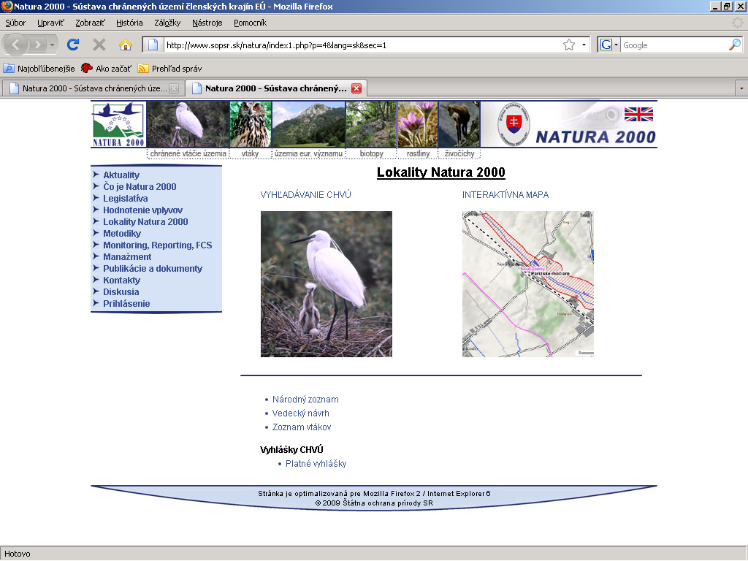 Natura 2000 - Sústava chránených území členských krajín EÚ - Mozilla Firefox
Súbor Upraviť Zobraziť História Záložky Nástroje Pomocník
http://www.sopsr.sk/natura/index1.php?p=4&lang=sk&sec=1
G Google
Najobľúbenejšie Ako začať Prehľad správ
Natura 2000 - Sústava chránených úze...
Natura 2000 - Sústava chránený...
NATURA 2000
NATURA 2000
chránené vtáčie územia vtáky územia eur. významu biotopy rastliny živočíchy
Aktuality
Čo je Natura 2000
Legislatíva
Hodnotenie vplyvov
Lokality Natura 2000
Metodiky
Monitoring, Reporting, FCS
Manažment
Publikácie a dokumenty
Kontakty
Diskusia
Prihlásenie
Lokality Natura 2000
VYHĽADÁVANIE CHVÚ
INTERAKTÍVNA MAPA
Národný zoznam
Vedecký návrh
Zoznam vtákov
Vyhlášky CHVÚ
Platné vyhlášky
Stránka je optimalizovaná pre Mozilla Firefox 2 / Internet Explorer 6
© 2009 Štátna ochrana prírody SR
Hotovo